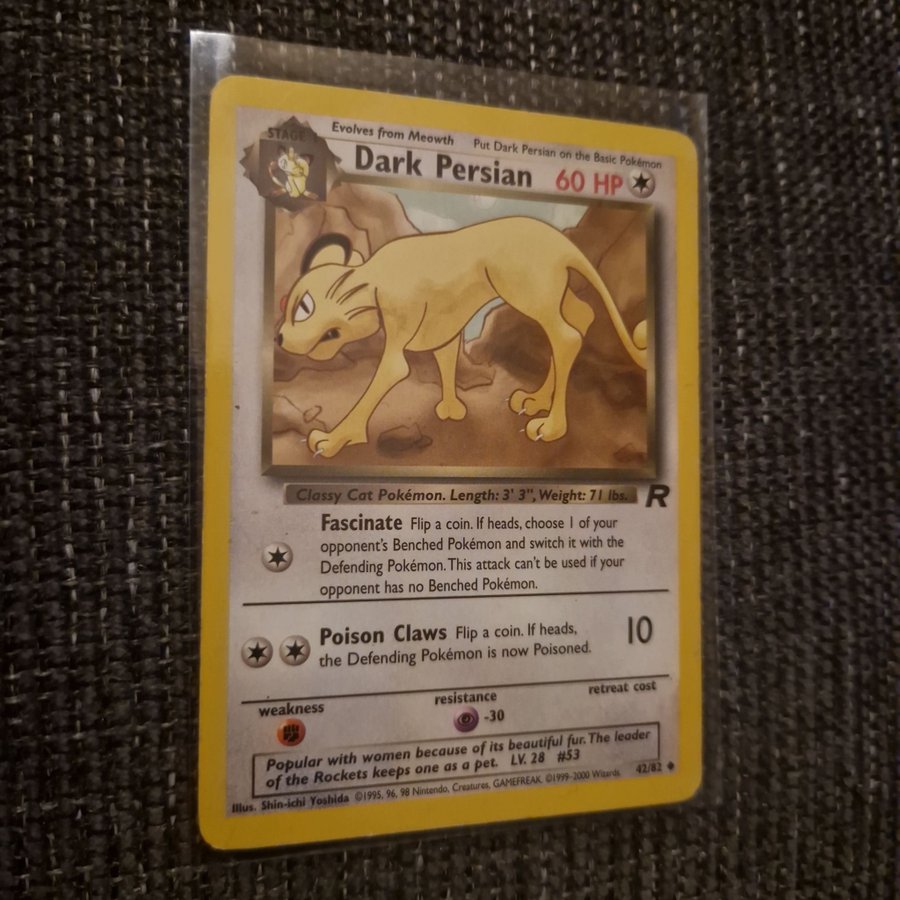 STAGE 1
Evolves from Meowth
Put Dark Persian on the Basic Pokémon
Dark Persian 60 HP
Classy Cat Pokémon. Length: 3' 3", Weight: 71 lbs.
R
Fascinate Flip a coin. If heads, choose 1 of your
opponent's Benched Pokémon and switch it with the
Defending Pokémon. This attack can't be used if your
opponent has no Benched Pokémon.
Poison Claws Flip a coin. If heads,
the Defending Pokémon is now Poisoned.
10
weakness
resistance
retreat cost
-30
Popular with women because of its beautiful fur. The leader
of the Rockets keeps one as a pet. LV. 28 #53
Illus. Shin-ichi Yoshida ©1995, 96, 98 Nintendo, Creatures, GAMEFREAK. ©1999-2000 Wizards. 42/82